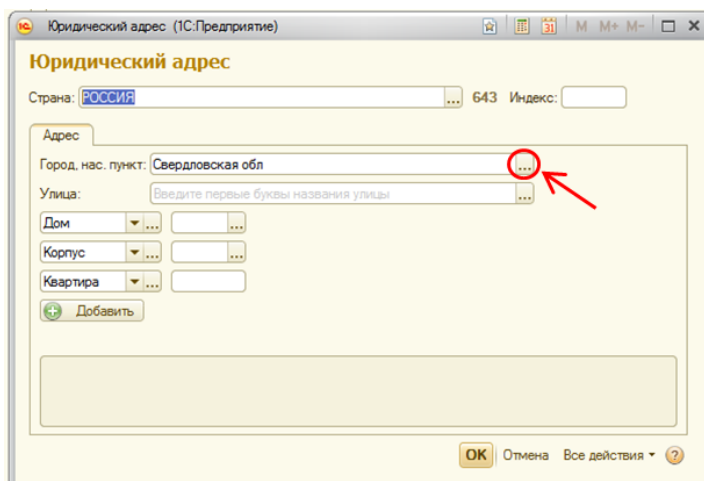 Юридический адрес (1С:Предприятие)
31 M M+ M-
Юридический адрес
Страна: РОССИЯ ... 643 Индекс:
Адрес
Город, нас. пункт: Свердловская обл ...
Улица: Введите первые буквы названия улицы ...
Дом ... ...
Корпус ... ...
Квартира ...
Добавить
OK Отмена Все действия ?